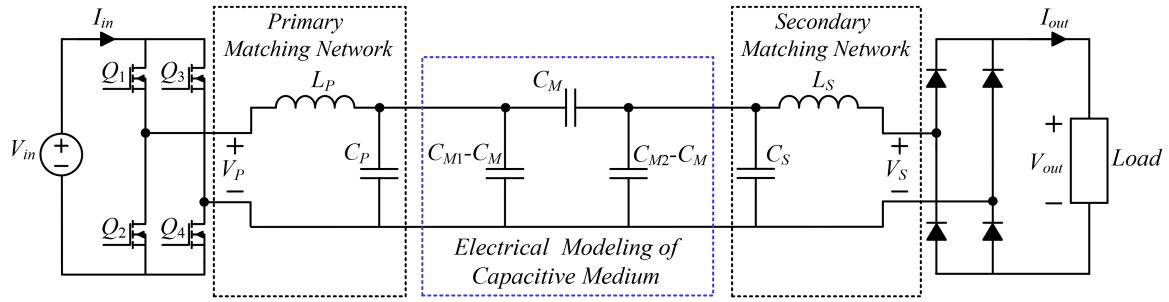 I_in
Primary
Matching Network
Secondary
Matching Network
I_out
Q_1
Q_3
L_P
C_M
L_S
V_in
V_P
C_P
C_M1-C_M
C_M2-C_M
C_S
V_S
V_out
Load
Q_2
Q_4
Electrical Modeling of
Capacitive Medium